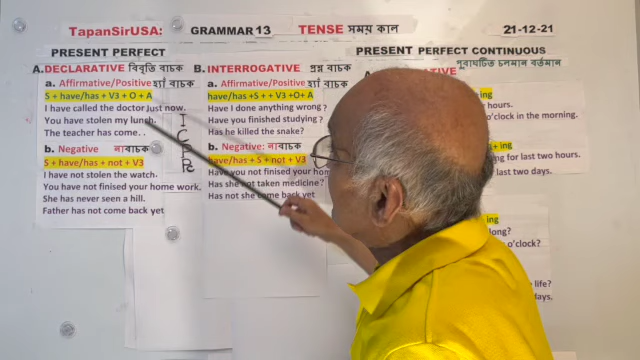 TapanSirUSA: GRAMMAR 13 TENSE সময় কাল 21-12-21
PRESENT PERFECT
A. DECLARATIVE বিবৃতি বাচক
a. Affirmative/Positive হ্যাঁ বাচক
S + have/has + V3 + O + A
I have called the doctor just now.
You have stolen my lunch.
The teacher has come. .
b. Negative নাবাচক
S + have/has + not + V3
I have not stolen the watch.
You have not finised your home work.
She has never seen a hill.
Father has not come back yet
B. INTERROGATIVE প্রশ্ন বাচক
a. Affirmative/Positive
have/has +S + + V3 +O+ A
Have I done anything wrong ?
Have you finished studying ?
Has he killed the snake?
b. Negative: নাবাচক
have/has + S + not + V3
Have you not finised your hom
Has she not taken medicine?
Has not she come back yet
PRESENT PERFECT CONTINUOUS
পুরাঘটিত চলমান বর্তমান
ing
hours.
o'clock in the morning.
+ ing
ng for last two hours.
last two days.
ing
long?
o'clock?
life?
days.